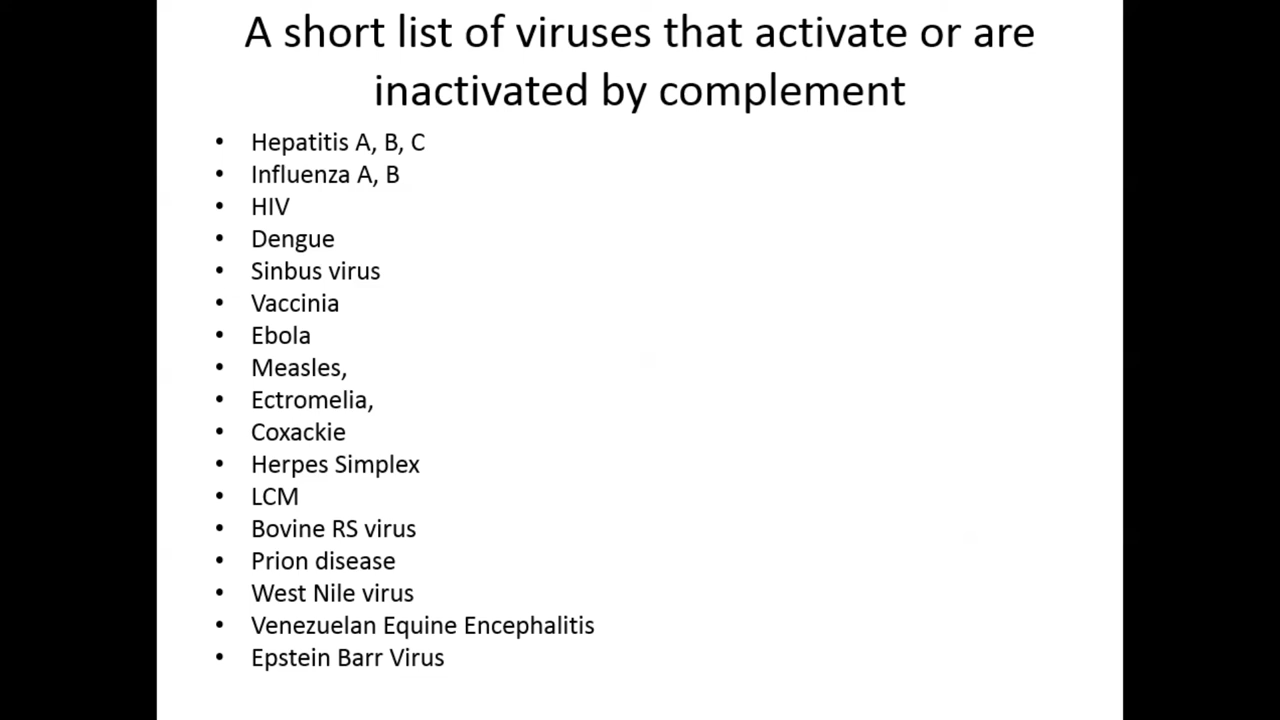 A short list of viruses that activate or are
inactivated by complement
• Hepatitis A, B, C
• Influenza A, B
• HIV
• Dengue
• Sinbus virus
• Vaccinia
• Ebola
• Measles,
• Ectromelia,
• Coxackie
• Herpes Simplex
• LCM
• Bovine RS virus
• Prion disease
• West Nile virus
• Venezuelan Equine Encephalitis
• Epstein Barr Virus